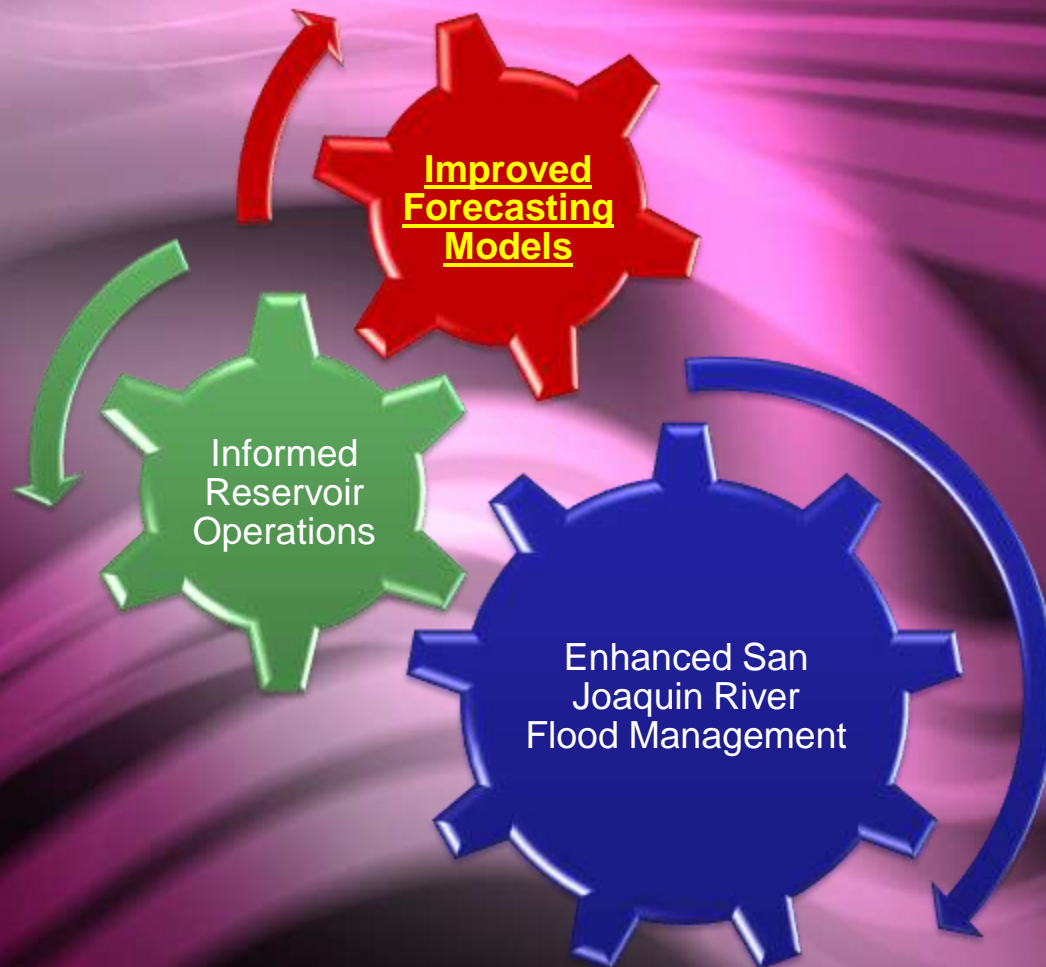 Improved
Forecasting
Models
Informed
Reservoir
Operations
Enhanced San
Joaquin River
Flood Management